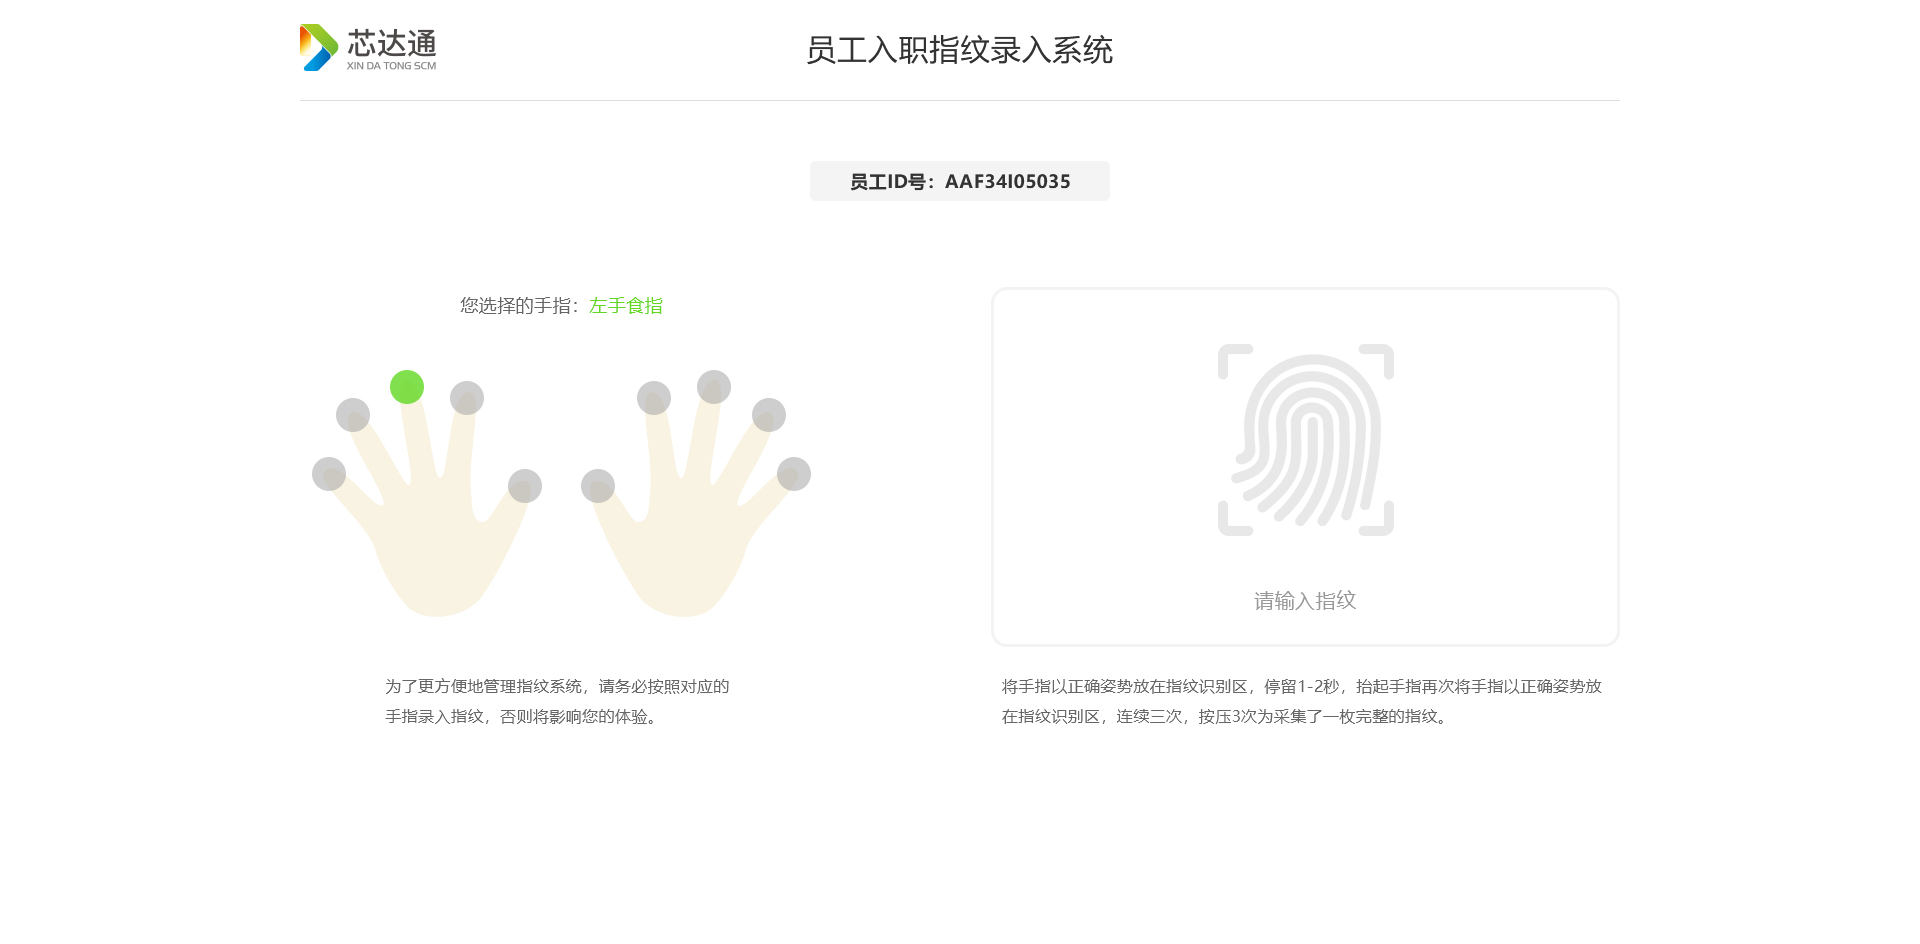 芯达通
XIN DA TONG SCM
员工入职指纹录入系统
员工ID号：AAF34I05035
您选择的手指：左手食指
请输入指纹
为了更方便地管理指纹系统，请务必按照对应的
手指录入指纹，否则将影响您的体验。
将手指以正确姿势放在指纹识别区，停留1-2秒，抬起手指再次将手指以正确姿势放
在指纹识别区，连续三次，按压3次为采集了一枚完整的指纹。